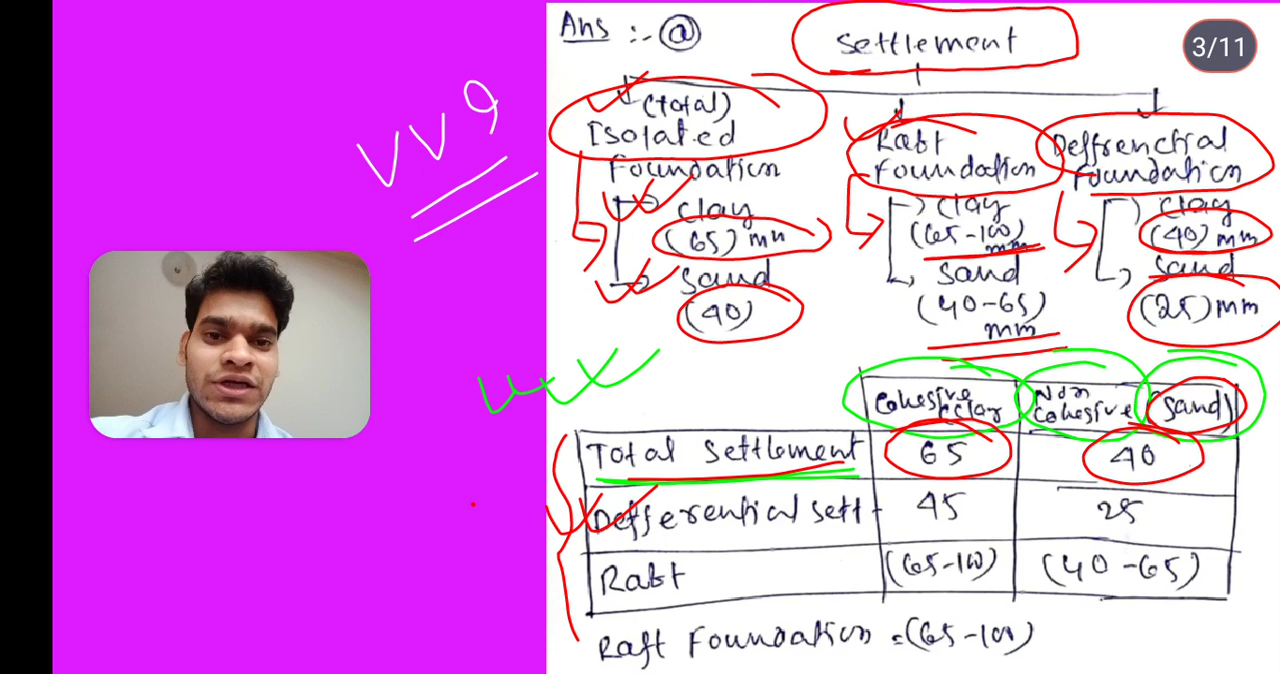 Ans :- @
Settlement
3/11
(total)
Isolated
Foundation
clay
(65) mm
sand
(40)
Raft
Foundation
clay
(65-100)
mm
sand
(40-65)
mm
Deffrenctial
Foundation
clay
(40) mm
sand
(25) mm
Cohesive
clay
Non
cohesive
sand)
Total Settlement 65 40
Defferential sett. 45 25
Raft (65-100) (40-65)
Raft Foundation = (65-100)